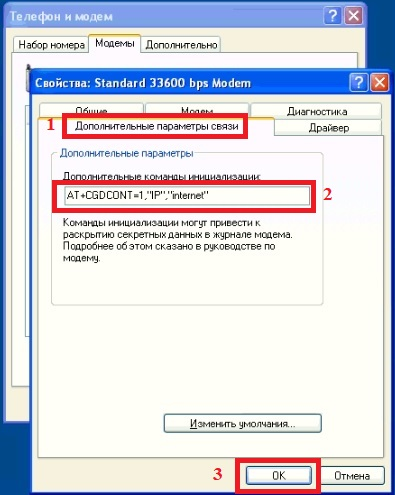 Телефон и модем
Набор номера Модемы Дополнительно
Свойства: Standard 33600 bps Modem
Общие Модем Диагностика
1 Дополнительные параметры связи Драйвер
Дополнительные параметры
Дополнительные команды инициализации:
AT+CGDCONT=1,"IP","internet" 2
Команды инициализации могут привести к
раскрытию секретных данных в журнале модема.
Подробнее об этом сказано в руководстве по
модему.
Изменить умолчания...
3 OK Отмена